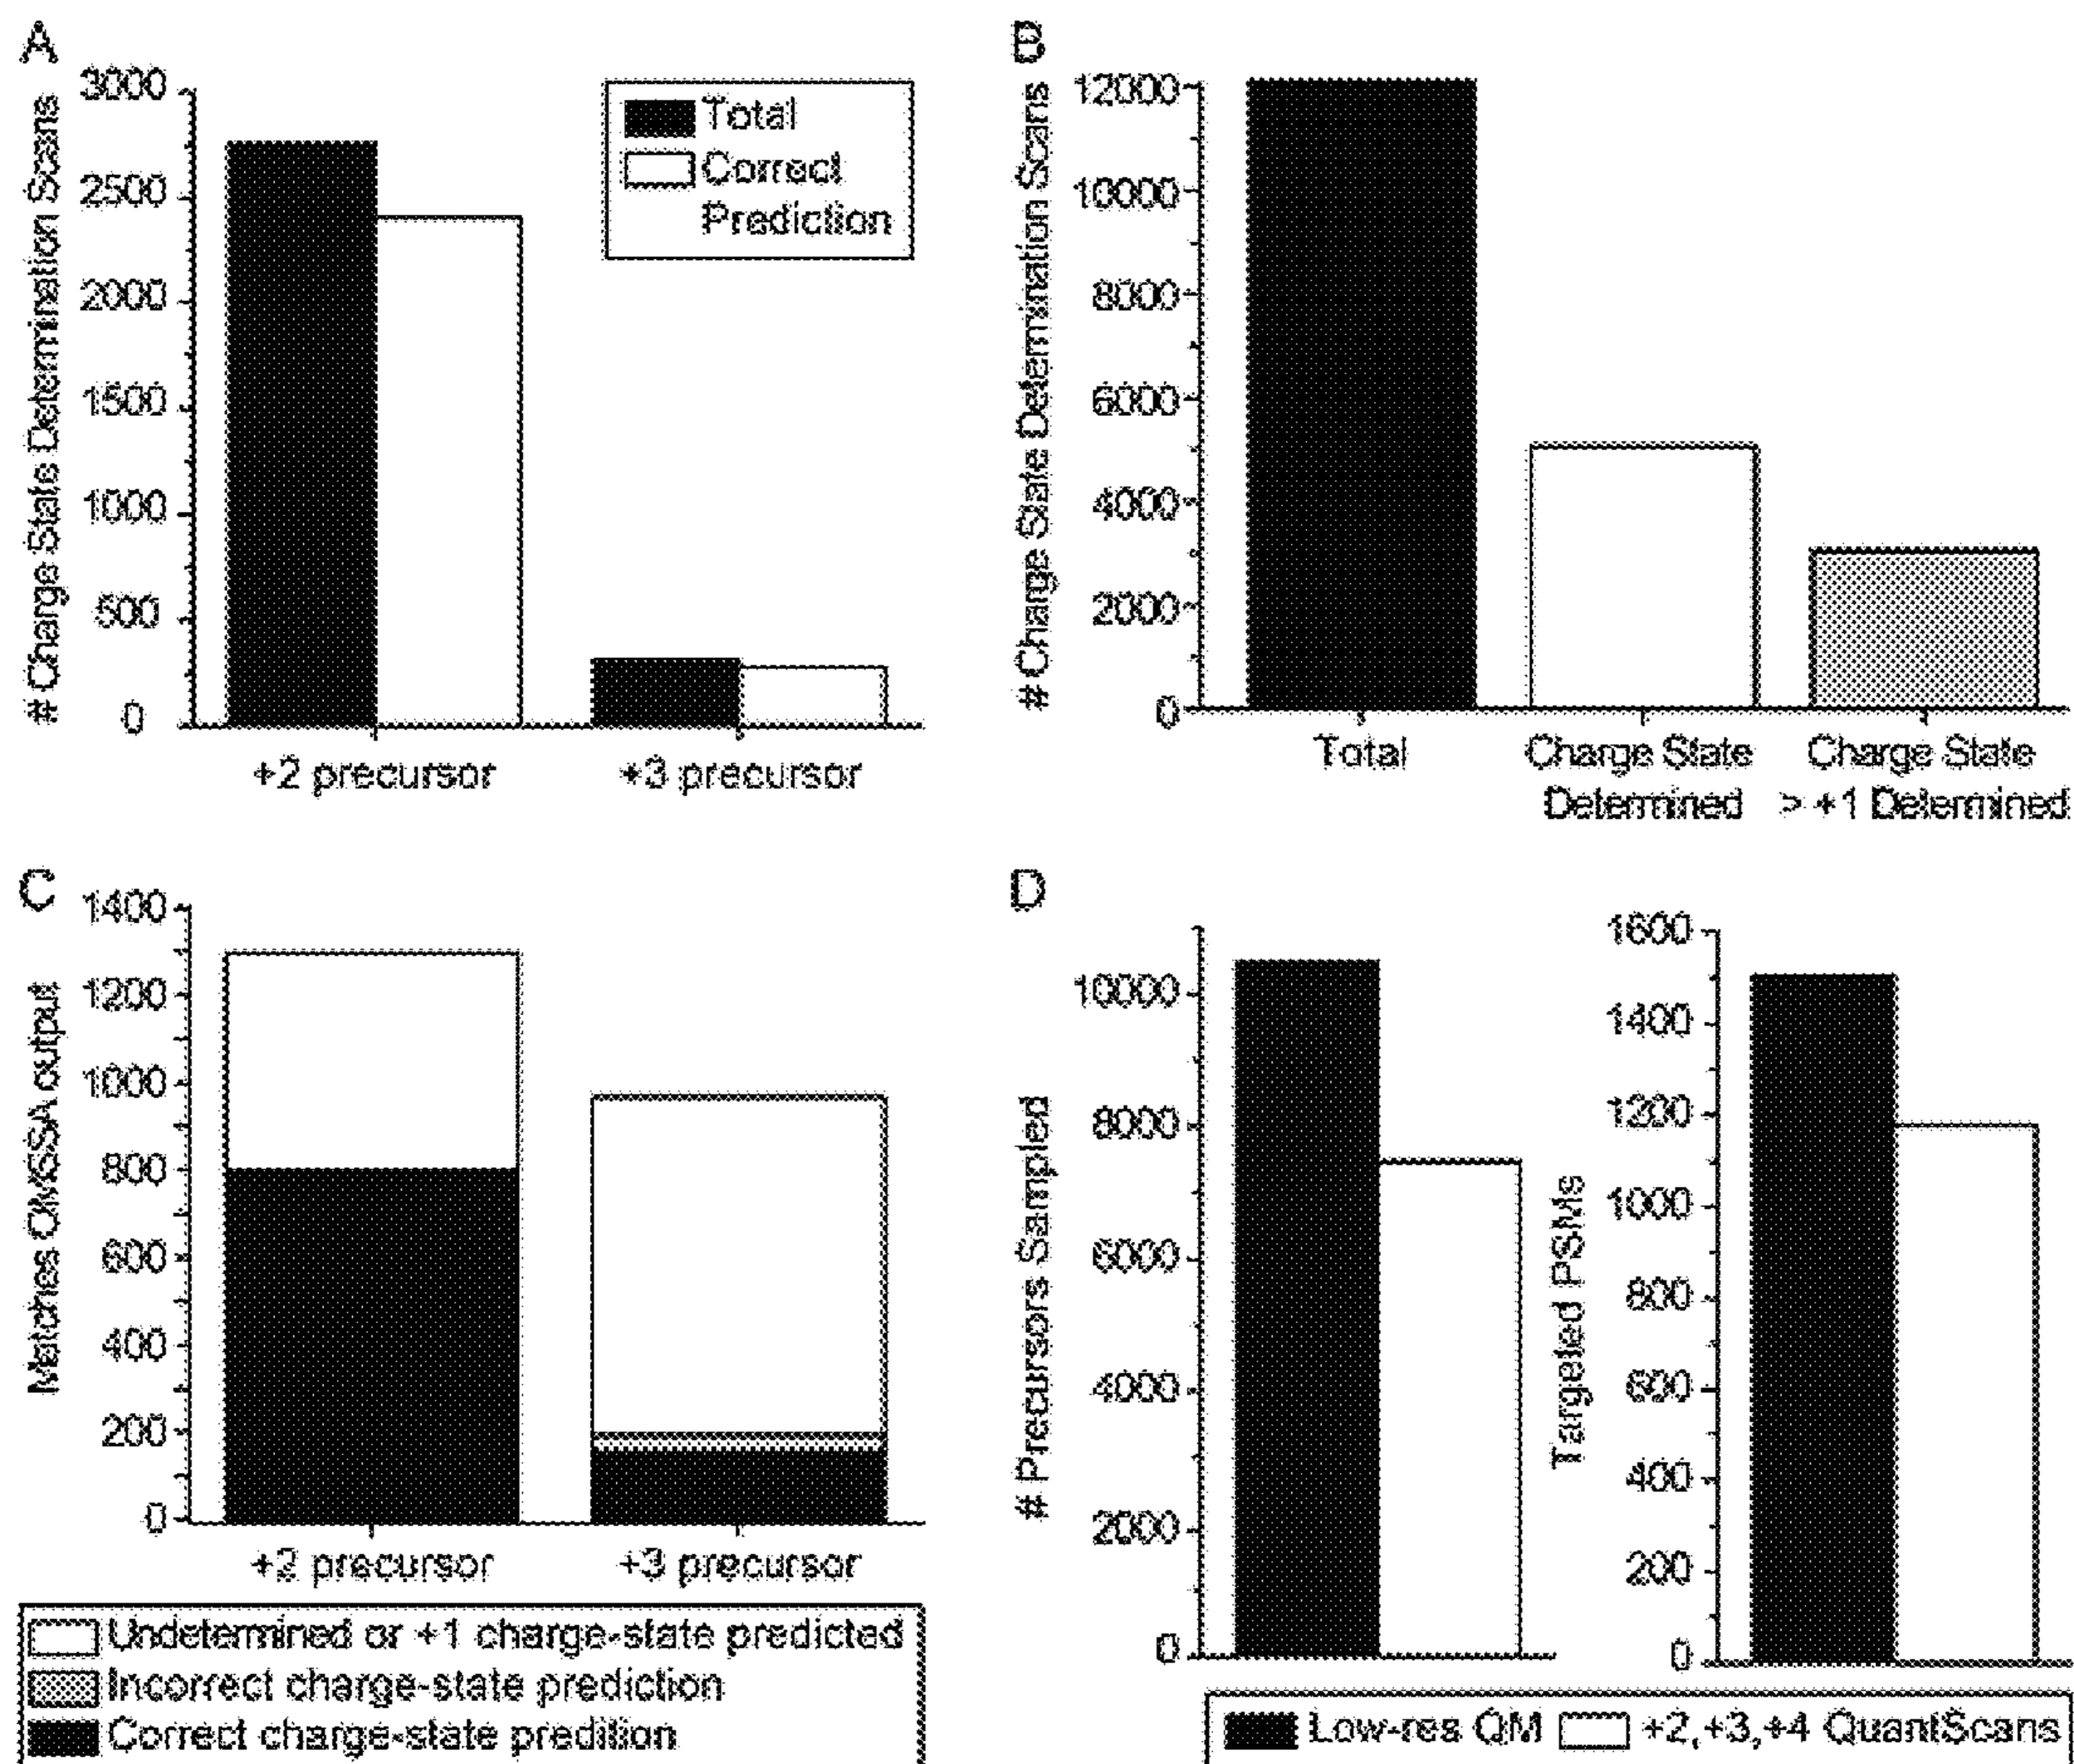 A
# Charge State Determination Scans
3000
2500
2000
1500
1000
500
0
Total
Correct
Prediction
+2 precursor
+3 precursor
B
# Charge State Determination Scans
12000
10000
8000
6000
4000
2000
0
Total
Charge State
Determined
Charge State
> +1 Determined
C
Matches OMSSA output
1400
1200
1000
800
600
400
200
0
+2 precursor
+3 precursor
Undetermined or +1 charge-state predicted
Incorrect charge-state prediction
Correct charge-state predition
D
# Precursors Sampled
10000
8000
6000
4000
2000
0
Targeted PSMs
1600
1400
1200
1000
800
600
400
200
0
Low-res QM
+2,+3,+4 QuantScans